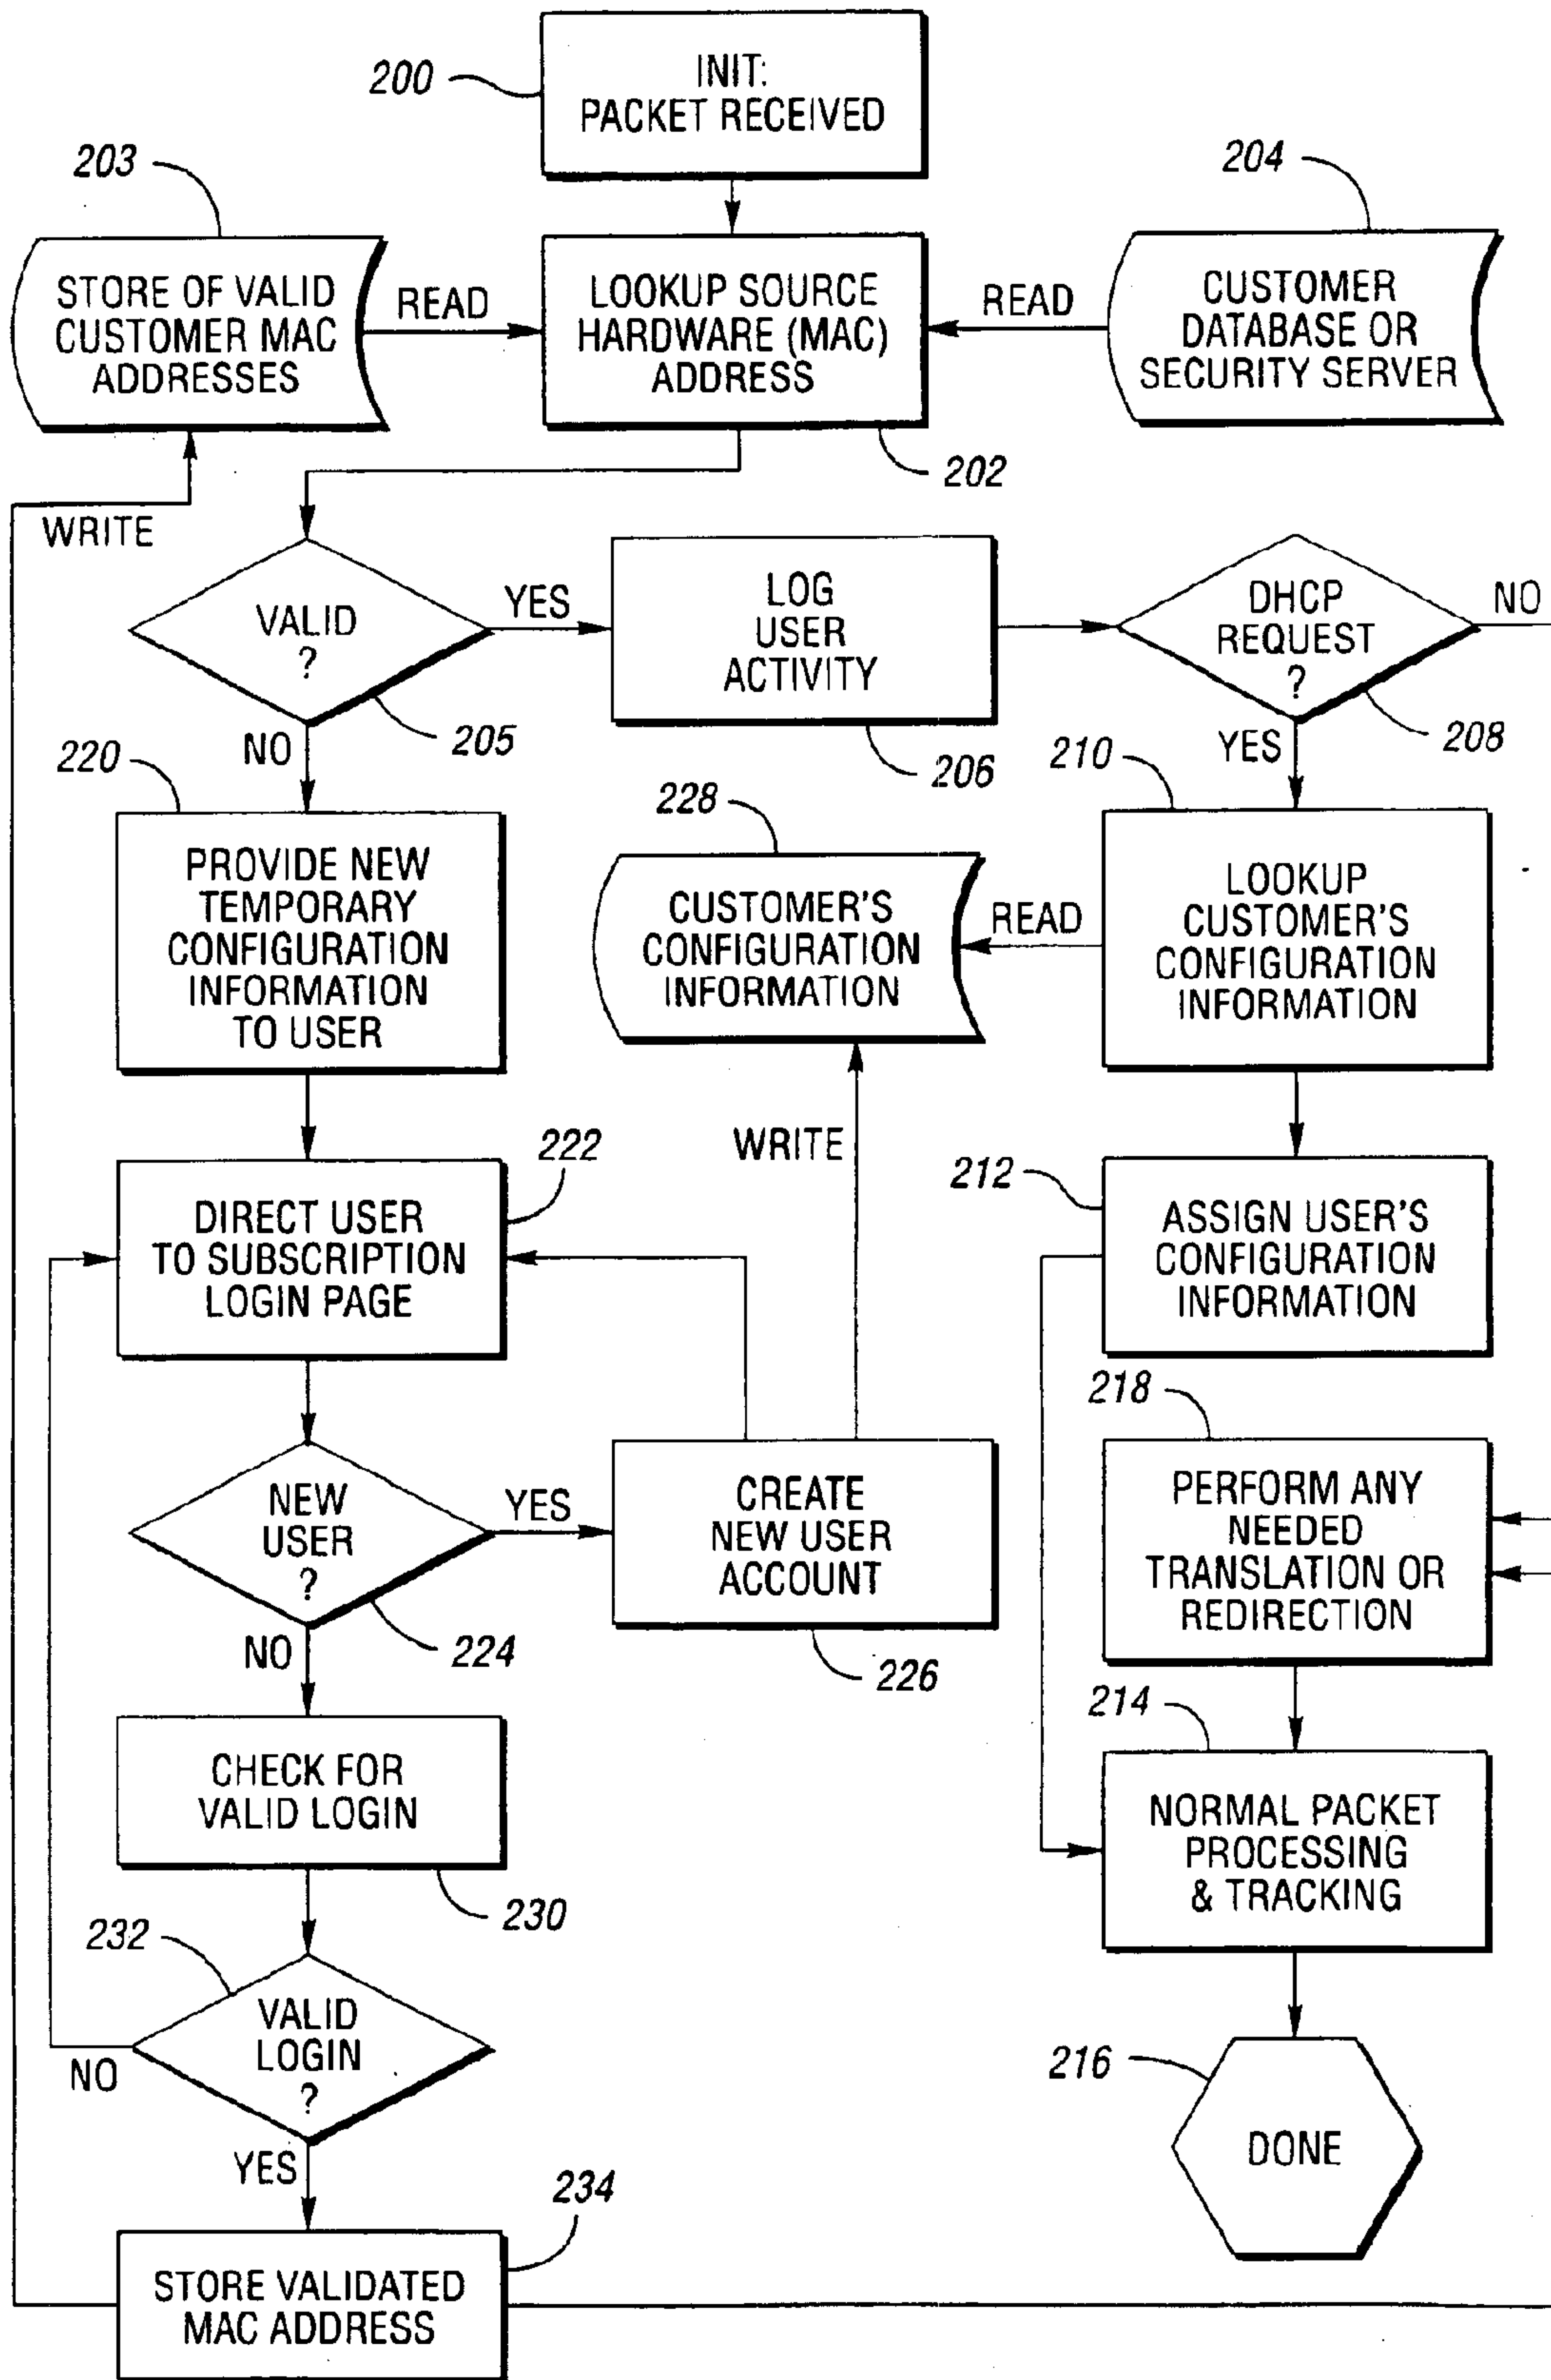 200
INIT:
PACKET RECEIVED
203
204
STORE OF VALID
CUSTOMER MAC
ADDRESSES
READ
LOOKUP SOURCE
HARDWARE (MAC)
ADDRESS
READ
CUSTOMER
DATABASE OR
SECURITY SERVER
202
WRITE
VALID
?
YES
LOG
USER
ACTIVITY
DHCP
REQUEST
?
NO
205
NO
206
208
YES
220
210
228
PROVIDE NEW
TEMPORARY
CONFIGURATION
INFORMATION
TO USER
CUSTOMER'S
CONFIGURATION
INFORMATION
READ
LOOKUP
CUSTOMER'S
CONFIGURATION
INFORMATION
222
WRITE
212
DIRECT USER
TO SUBSCRIPTION
LOGIN PAGE
ASSIGN USER'S
CONFIGURATION
INFORMATION
218
NEW
USER
?
YES
CREATE
NEW USER
ACCOUNT
PERFORM ANY
NEEDED
TRANSLATION OR
REDIRECTION
224
NO
226
214
CHECK FOR
VALID LOGIN
NORMAL PACKET
PROCESSING
& TRACKING
230
232
VALID
LOGIN
?
NO
216
DONE
YES
234
STORE VALIDATED
MAC ADDRESS